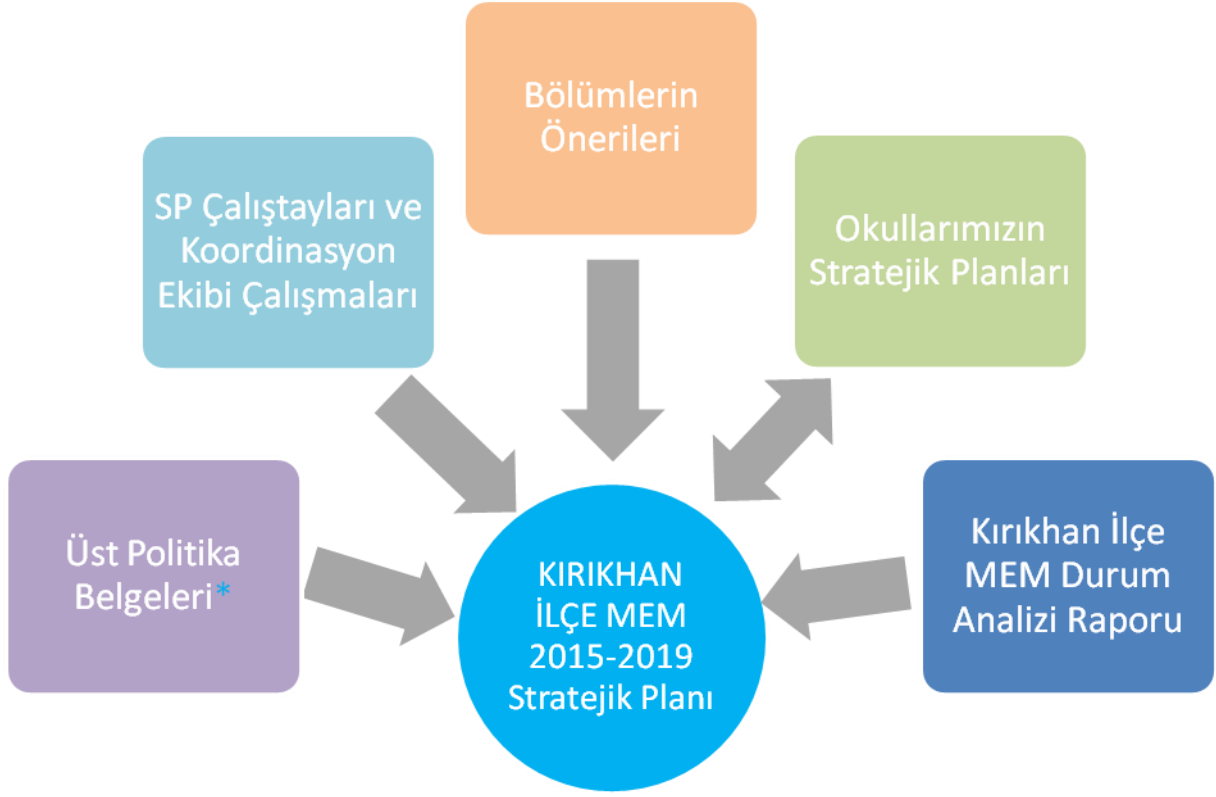 Bölümlerin
Önerileri
SP Çalıştayları ve
Koordinasyon
Ekibi Çalışmaları
Okullarımızın
Stratejik Planları
Üst Politika
Belgeleri*
KIRIKHAN
İLÇE MEM
2015-2019
Stratejik Planı
Kırıkhan İlçe
MEM Durum
Analizi Raporu